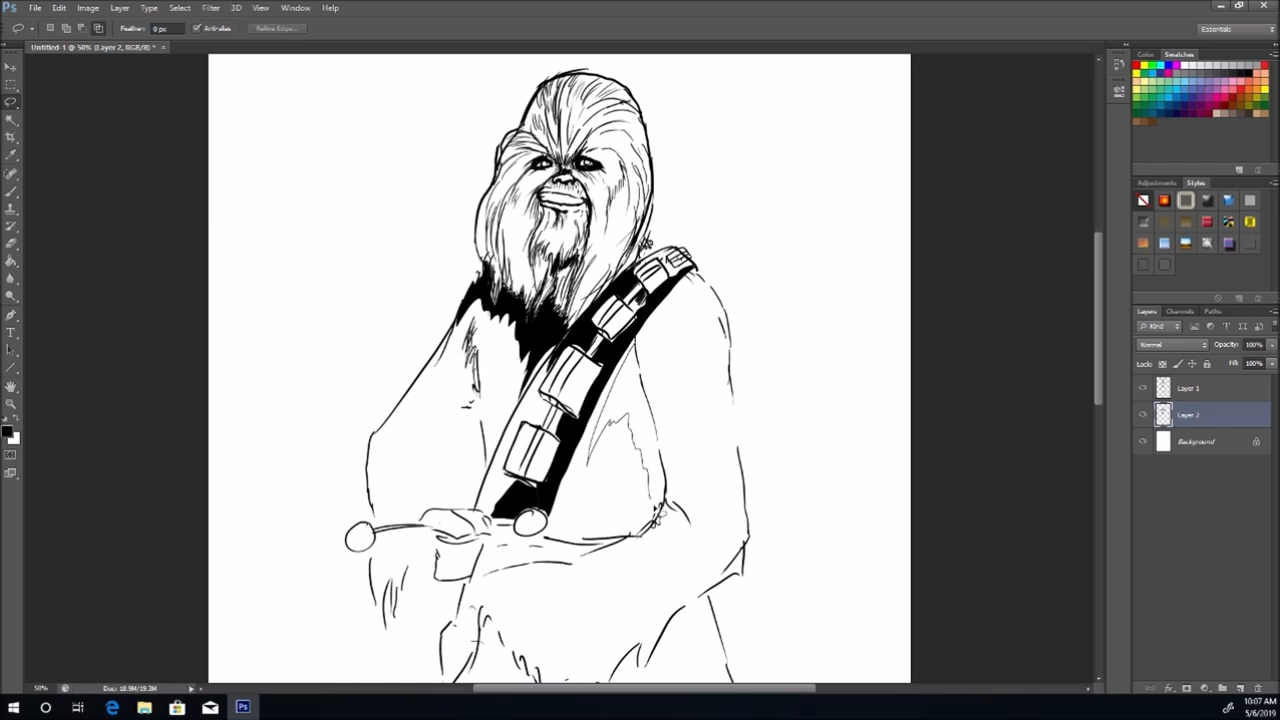 Ps File Edit Image Layer Type Select Filter 3D View Window Help
Feather: 0 px Anti-alias Refine Edge... Essentials
Untitled-1 @ 50% (Layer 2, RGB/8) * ×
Color Swatches
Adjustments Styles
Layers Channels Paths
Kind
Normal Opacity: 100%
Lock: Fill: 100%
Layer 1
Layer 2
Background
50% Doc: 18.9M/19.3M
Ps
10:07 AM
5/6/2019